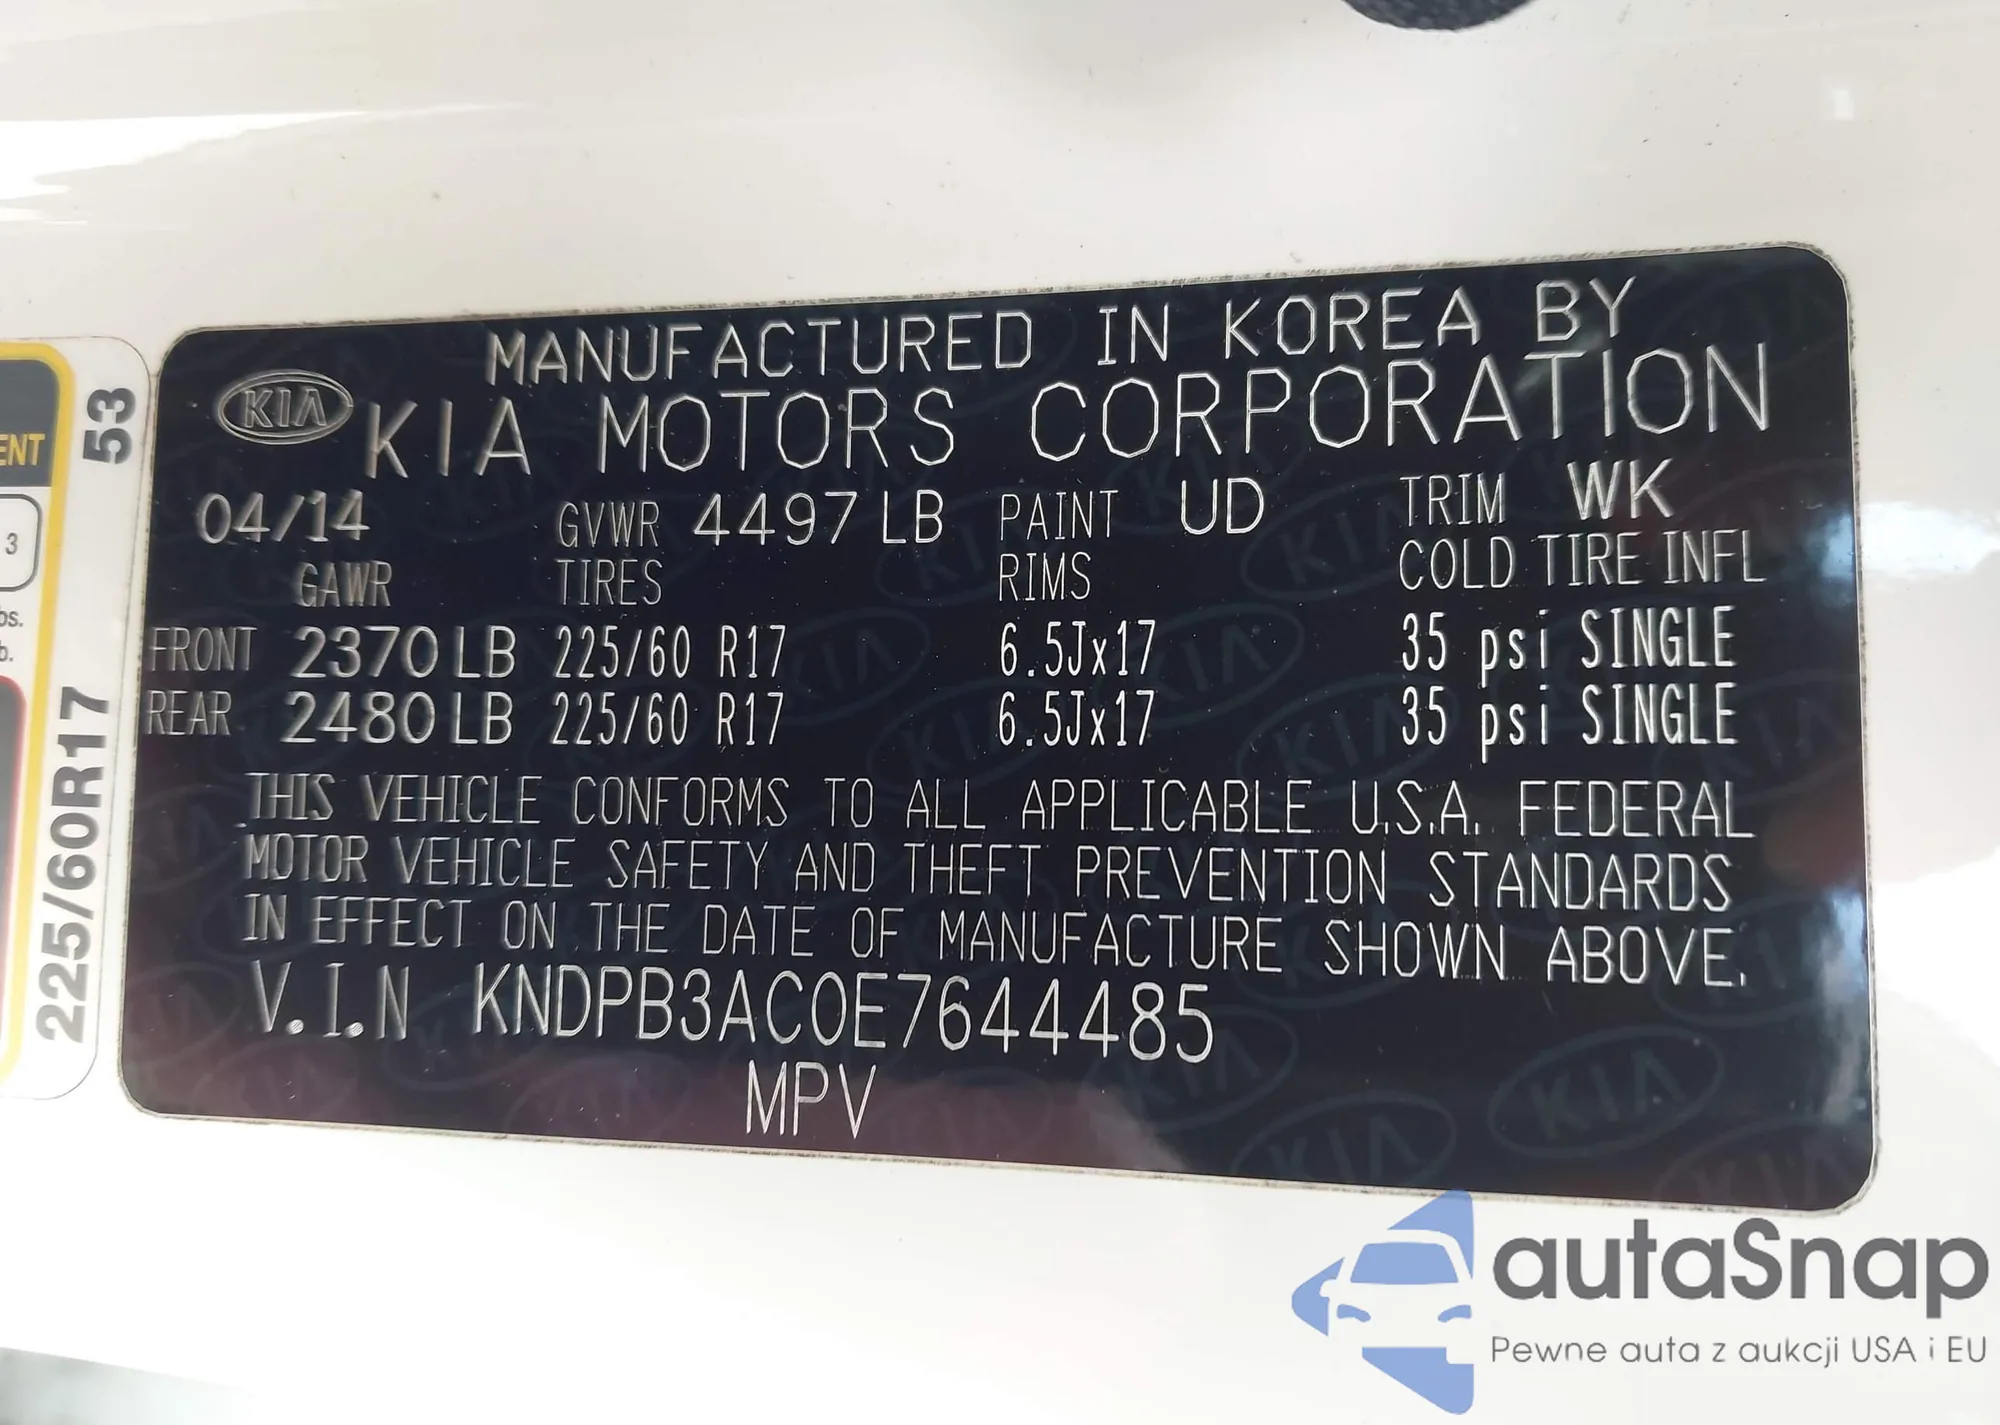 MANUFACTURED IN KOREA BY
KIA KIA MOTORS CORPORATION
04/14 GVWR 4497 LB PAINT UD TRIM WK
GAWR TIRES RIMS COLD TIRE INFL
FRONT 2370 LB 225/60 R17 6.5Jx17 35 psi SINGLE
REAR 2480 LB 225/60 R17 6.5Jx17 35 psi SINGLE
THIS VEHICLE CONFORMS TO ALL APPLICABLE U.S.A. FEDERAL
MOTOR VEHICLE SAFETY AND THEFT PREVENTION STANDARDS
IN EFFECT ON THE DATE OF MANUFACTURE SHOWN ABOVE.
V.I.N KNDPB3AC0E7644485
MPV
225/60R17 53
3
autaSnap
Pewne auta z aukcji USA i EU